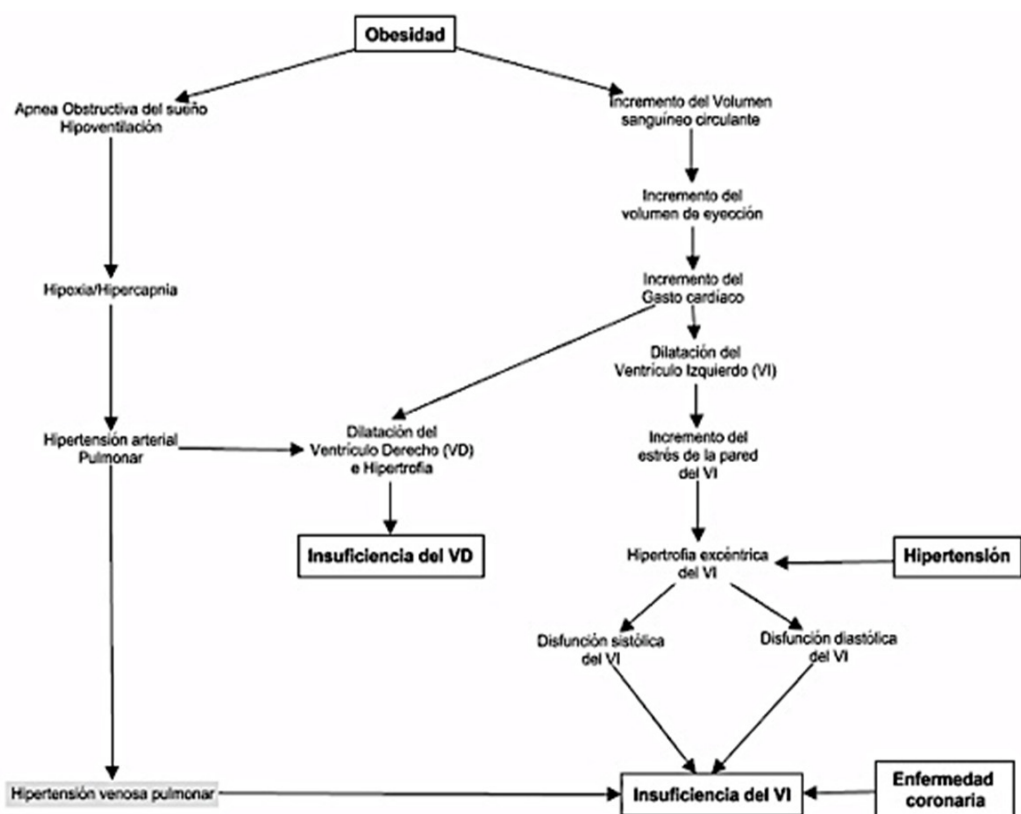 Obesidad
Apnea Obstructiva del sueño
Hipoventilación
Incremento del Volumen
sanguíneo circulante
Incremento del
volumen de eyección
Hipoxia/Hipercapnia
Incremento del
Gasto cardíaco
Dilatación del
Ventrículo Izquierdo (VI)
Hipertensión arterial
Pulmonar
Dilatación del
Ventrículo Derecho (VD)
e Hipertrofia
Incremento del
estrés de la pared
del VI
Insuficiencia del VD
Hipertrofia excéntrica
del VI
Hipertensión
Disfunción sistólica
del VI
Disfunción diastólica
del VI
Hipertensión venosa pulmonar
Insuficiencia del VI
Enfermedad
coronaria